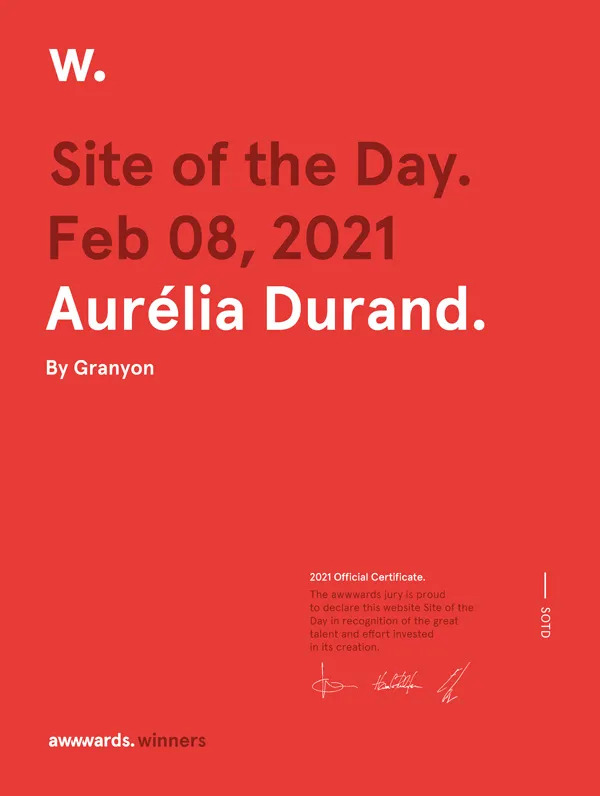 w.
Site of the Day.
Feb 08, 2021
Aurélia Durand.
By Granyon
2021 Official Certificate.
The awwwards jury is proud
to declare this website Site of the
Day in recognition of the great
talent and effort invested
in its creation.
SOTD
awwwards. winners